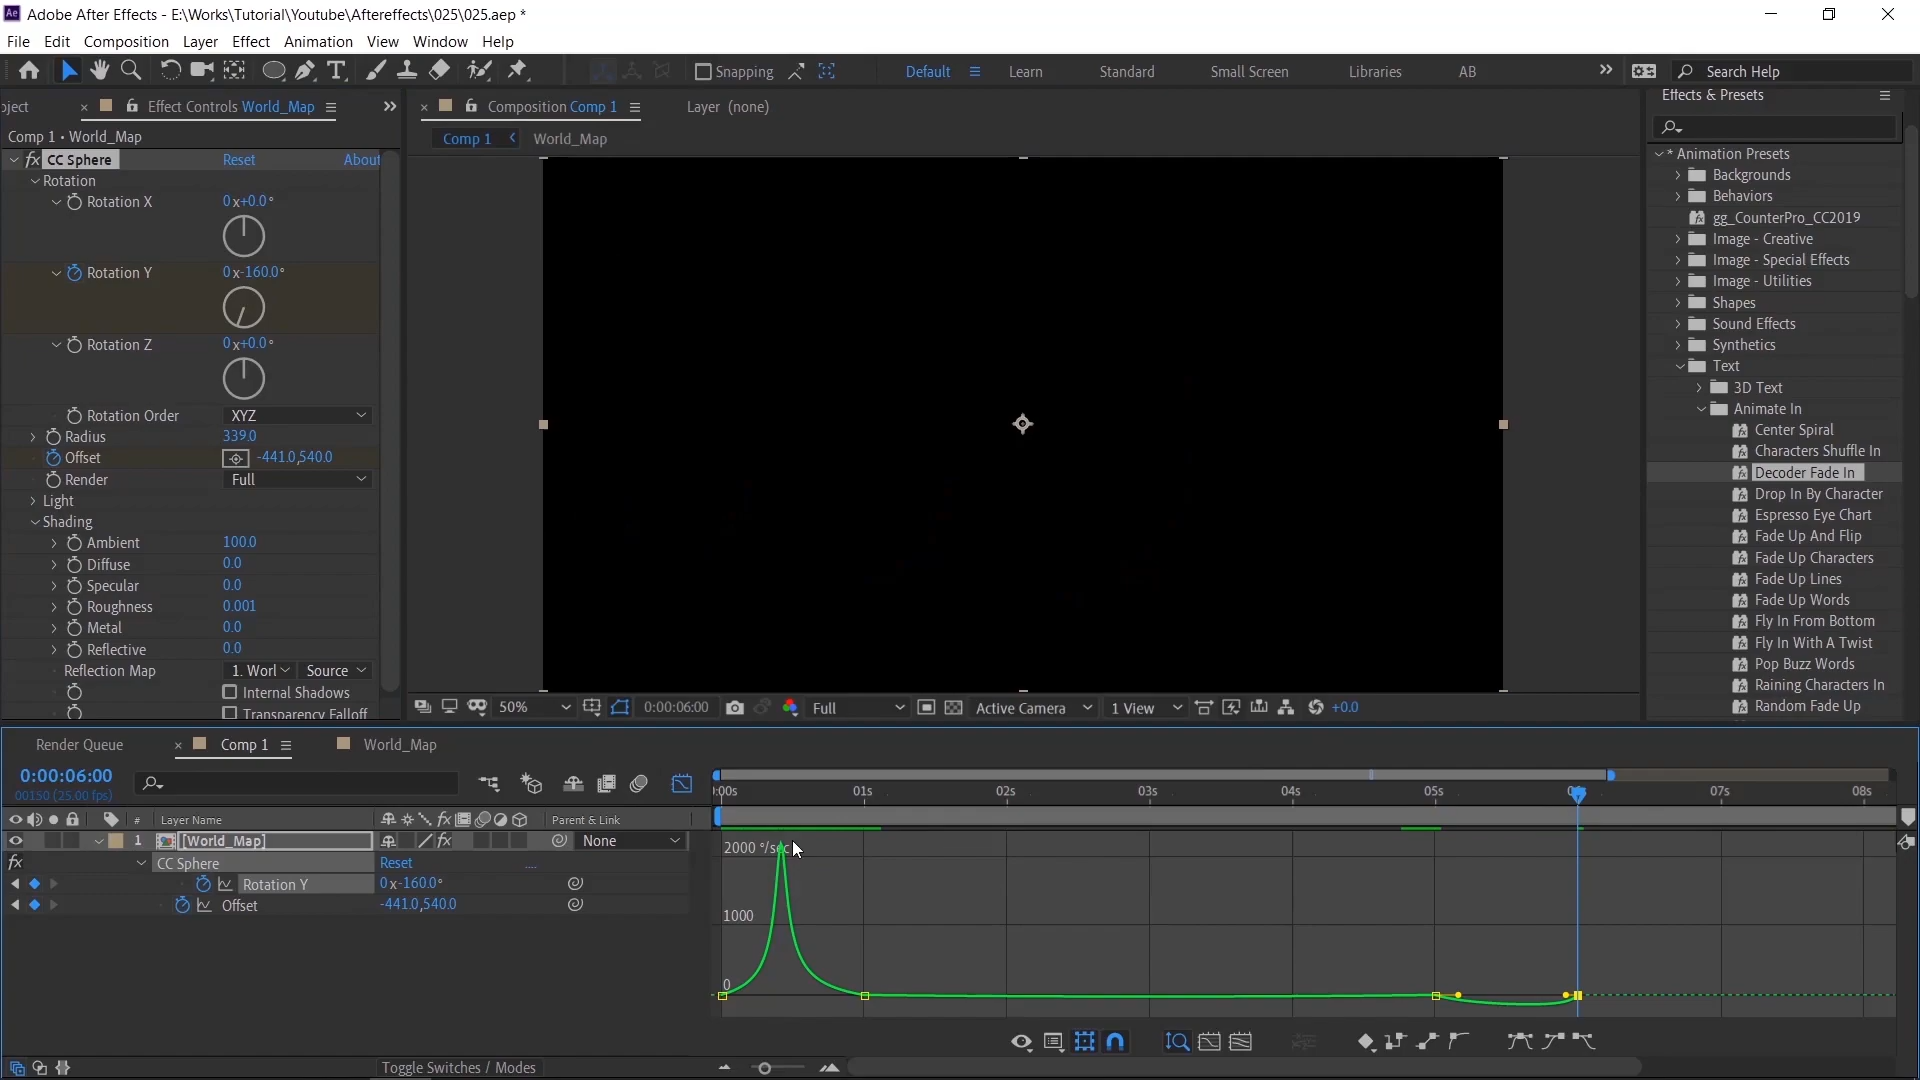 Adobe After Effects - E:\Works\Tutorial\Youtube\Aftereffects\025\025.aep *
File Edit Composition Layer Effect Animation View Window Help
Snapping Default Learn Standard Small Screen Libraries AB Search Help
oject Effect Controls World_Map
Composition Comp 1 Layer (none)
Effects & Presets
Comp 1 • World_Map
Comp 1 World_Map
fx CC Sphere Reset About
Rotation
Rotation X 0x+0.0°
Rotation Y 0x-160.0°
Rotation Z 0x+0.0°
Rotation Order XYZ
Radius 339.0
Offset -441.0,540.0
Render Full
Light
Shading
Ambient 100.0
Diffuse 0.0
Specular 0.0
Roughness 0.001
Metal 0.0
Reflective 0.0
Reflection Map 1. Worl Source
Internal Shadows
Transparency Falloff
50% 0:00:06:00 Full Active Camera 1 View +0.0
* Animation Presets
Backgrounds
Behaviors
gg_CounterPro_CC2019
Image - Creative
Image - Special Effects
Image - Utilities
Shapes
Sound Effects
Synthetics
Text
3D Text
Animate In
Center Spiral
Characters Shuffle In
Decoder Fade In
Drop In By Character
Espresso Eye Chart
Fade Up And Flip
Fade Up Characters
Fade Up Lines
Fade Up Words
Fly In From Bottom
Fly In With A Twist
Pop Buzz Words
Raining Characters In
Random Fade Up
Render Queue Comp 1 World_Map
0:00:06:00
00150 (25.00 fps)
:00s 01s 02s 03s 04s 05s 07s 08s
# Layer Name fx Parent & Link
1 [World_Map] fx None
fx CC Sphere Reset ....
Rotation Y 0x-160.0°
Offset -441.0,540.0
2000 °/sec
1000
0
Toggle Switches / Modes